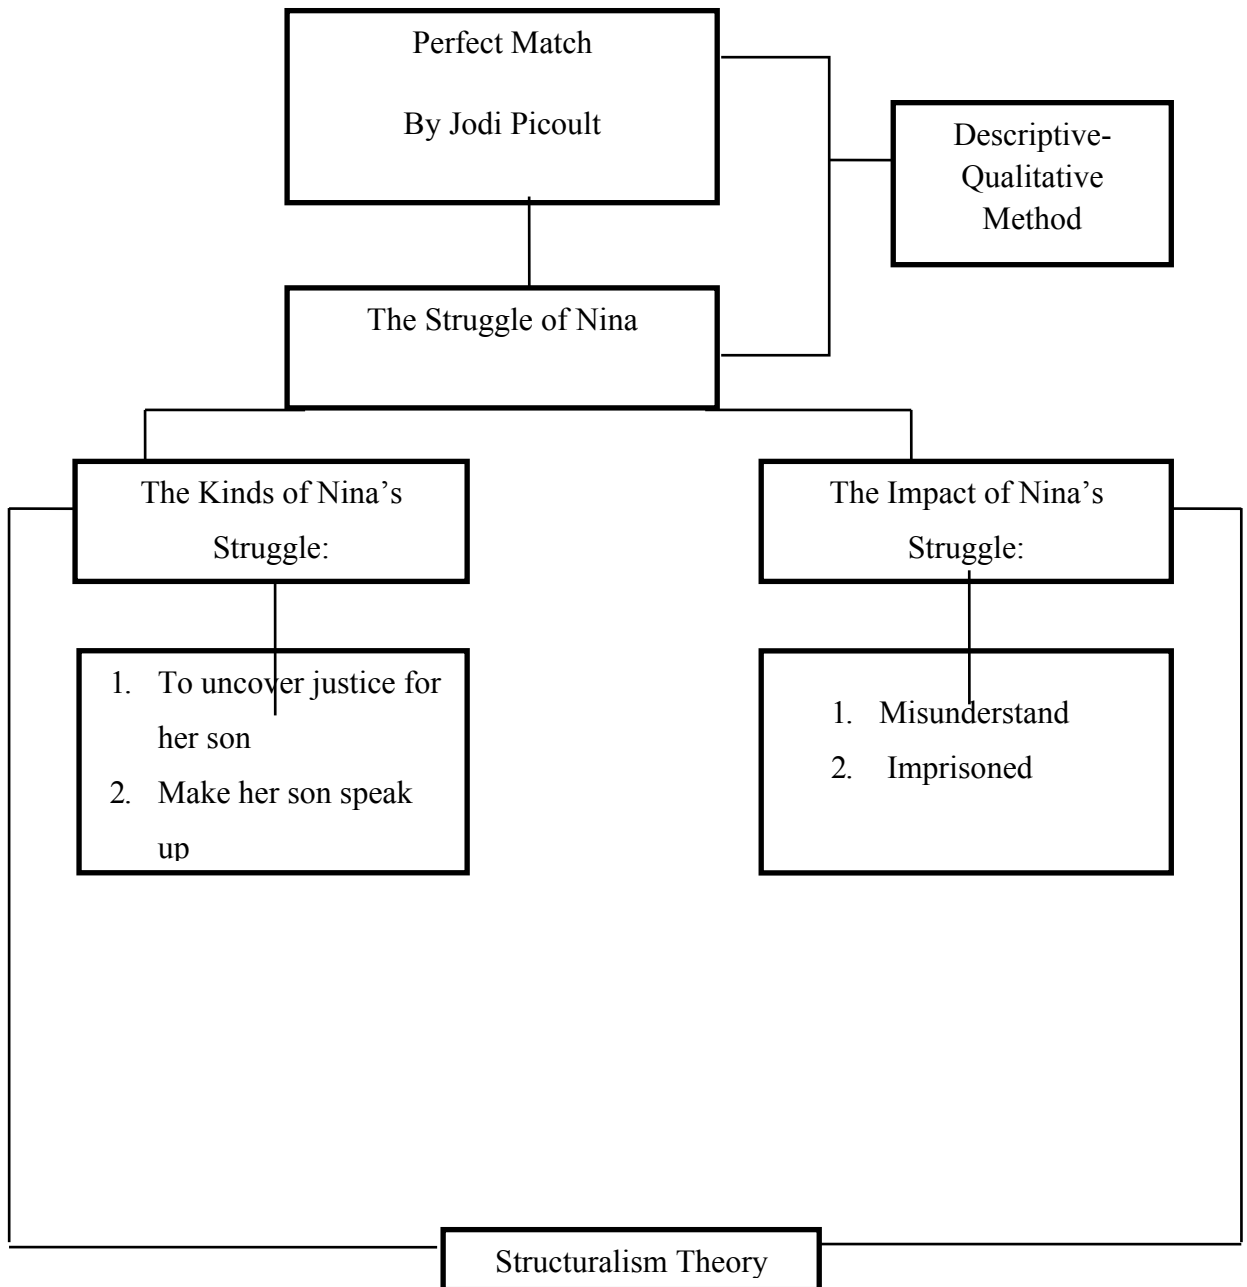 Perfect Match
By Jodi Picoult
Descriptive-
Qualitative
Method
The Struggle of Nina
The Kinds of Nina’s
Struggle:
The Impact of Nina’s
Struggle:
1. To uncover justice for
her son
2. Make her son speak
up
1. Misunderstand
2. Imprisoned
Structuralism Theory